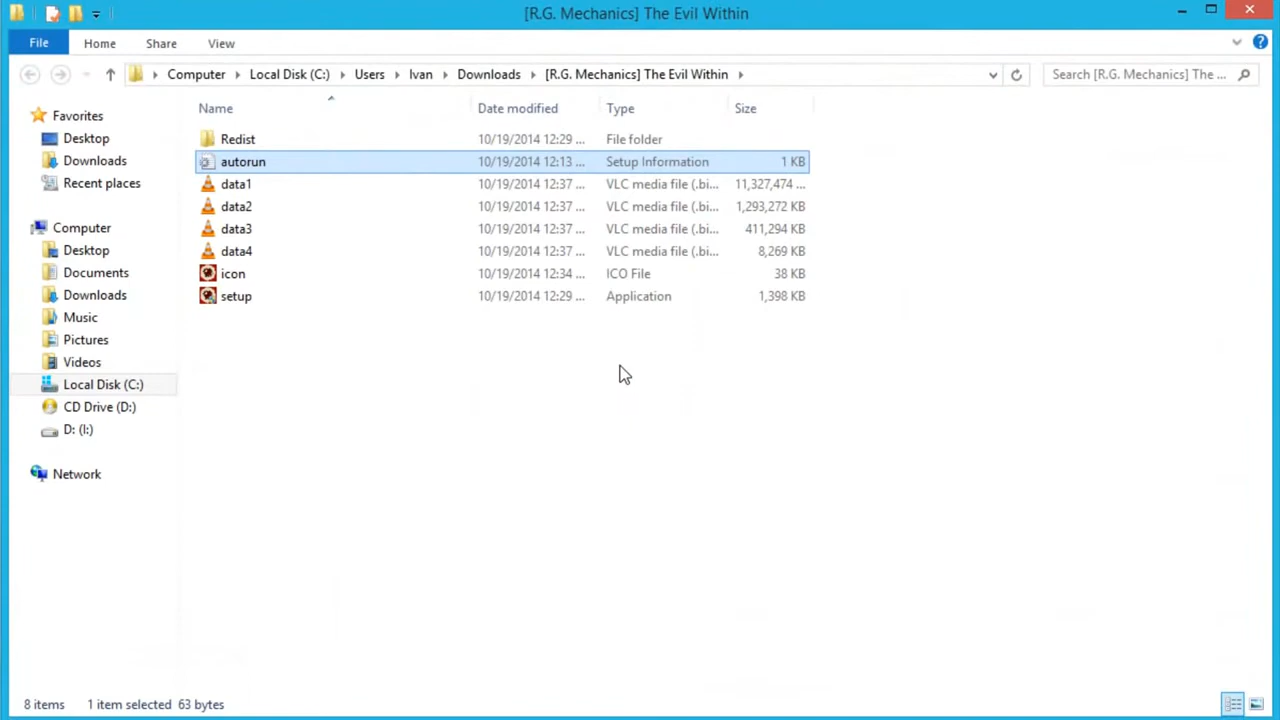 [R.G. Mechanics] The Evil Within
File Home Share View
Computer Local Disk (C:) Users Ivan Downloads [R.G. Mechanics] The Evil Within
Search [R.G. Mechanics] The ...
Name Date modified Type Size
Favorites
Desktop
Downloads
Recent places
Computer
Desktop
Documents
Downloads
Music
Pictures
Videos
Local Disk (C:)
CD Drive (D:)
D: (I:)
Network
Redist 10/19/2014 12:29 ... File folder
autorun 10/19/2014 12:13 ... Setup Information 1 KB
data1 10/19/2014 12:37 ... VLC media file (.bi... 11,327,474 ...
data2 10/19/2014 12:37 ... VLC media file (.bi... 1,293,272 KB
data3 10/19/2014 12:37 ... VLC media file (.bi... 411,294 KB
data4 10/19/2014 12:37 ... VLC media file (.bi... 8,269 KB
icon 10/19/2014 12:34 ... ICO File 38 KB
setup 10/19/2014 12:29 ... Application 1,398 KB
8 items 1 item selected 63 bytes